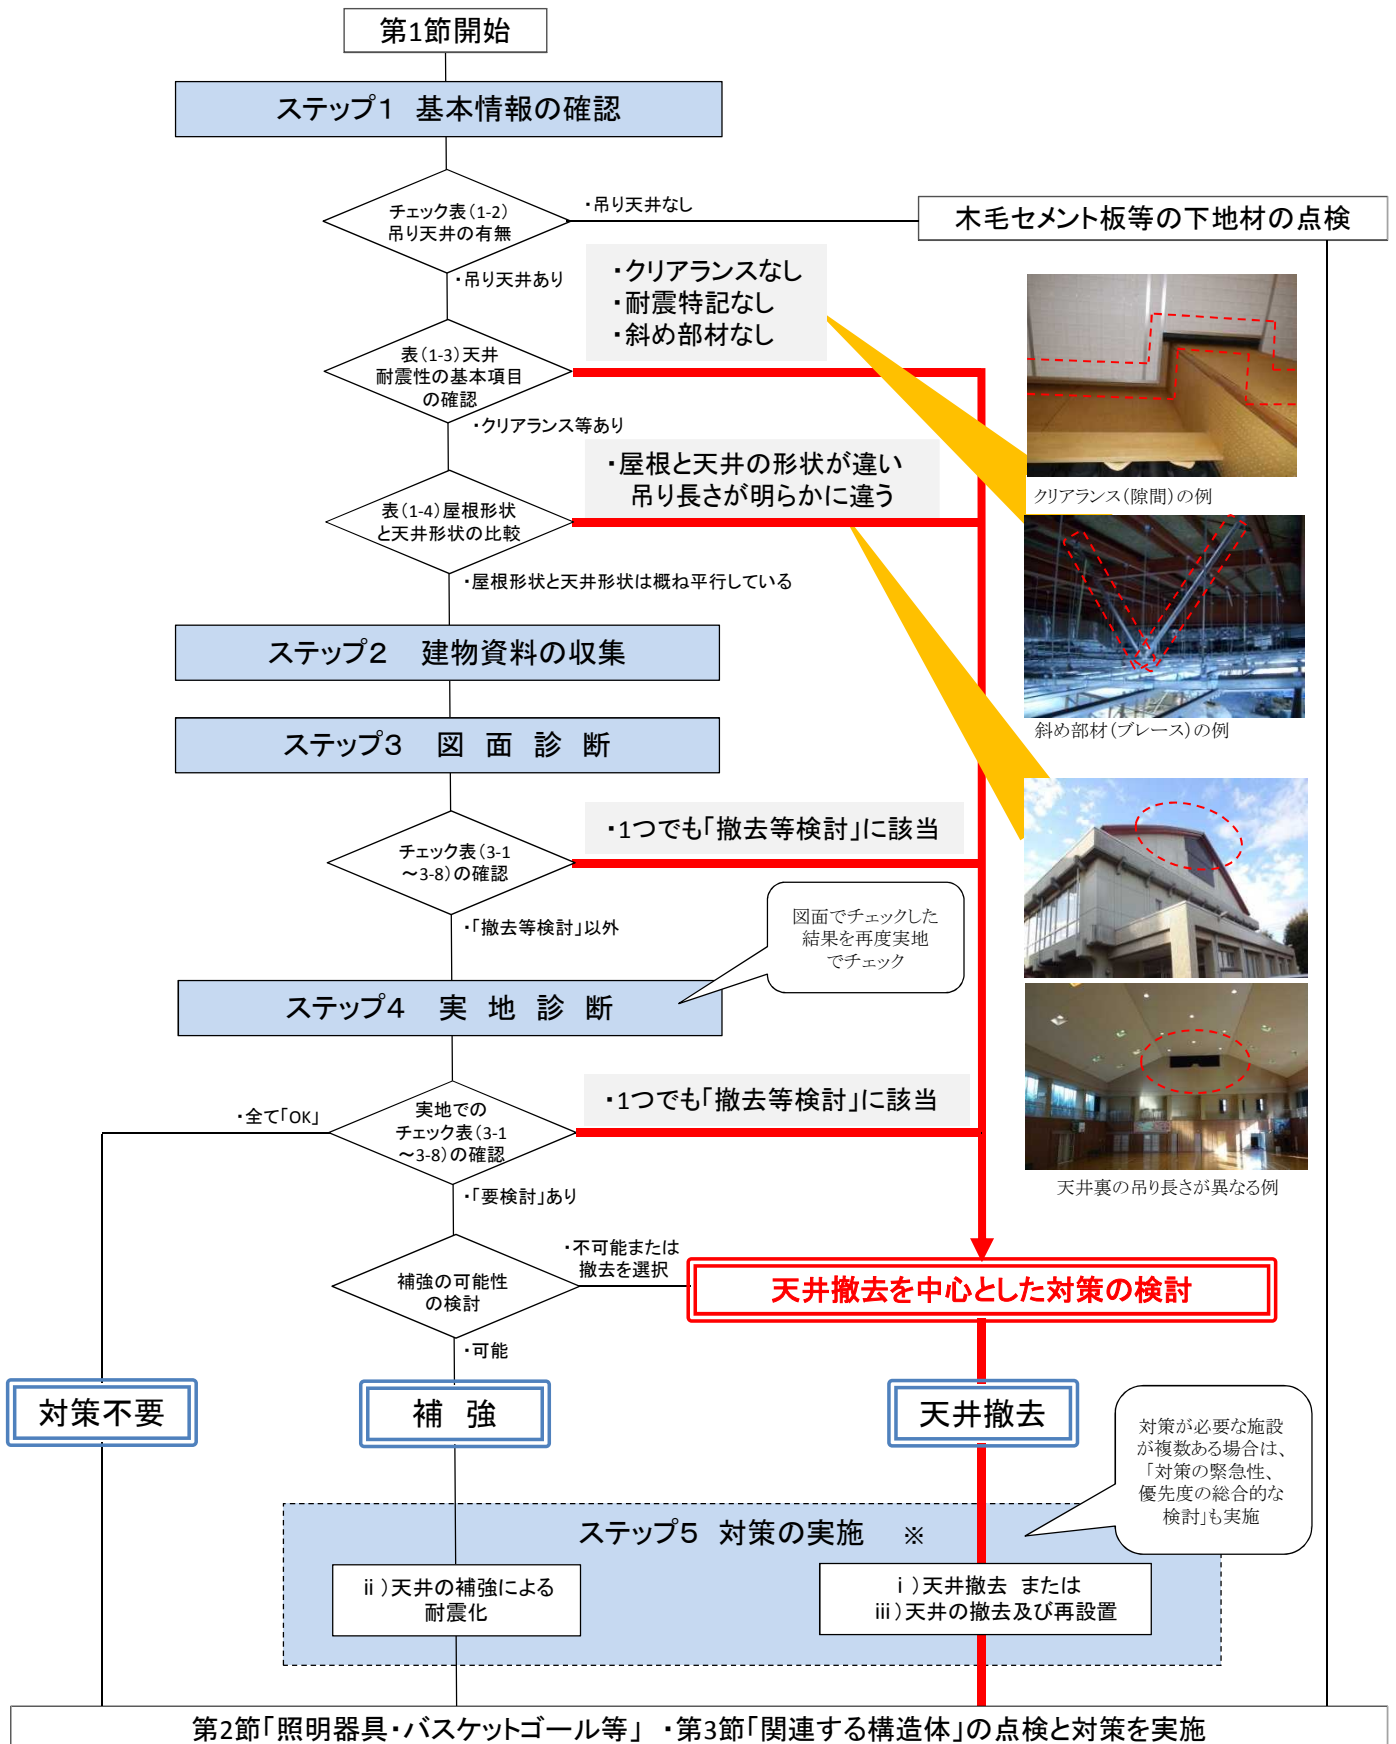 第1節開始
ステップ1 基本情報の確認
チェック表(1-2)
吊り天井の有無
・吊り天井なし
木毛セメント板等の下地材の点検
・吊り天井あり
・クリアランスなし
・耐震特記なし
・斜め部材なし
表(1-3)天井
耐震性の基本項目
の確認
・クリアランス等あり
クリアランス(隙間)の例
・屋根と天井の形状が違い
吊り長さが明らかに違う
表(1-4)屋根形状
と天井形状の比較
・屋根形状と天井形状は概ね平行している
斜め部材(ブレース)の例
ステップ2 建物資料の収集
ステップ3 図 面 診 断
・1つでも「撤去等検討」に該当
チェック表(3-1
～3-8)の確認
・「撤去等検討」以外
図面でチェックした
結果を再度実地
でチェック
ステップ4 実 地 診 断
・1つでも「撤去等検討」に該当
・全て「OK」
実地での
チェック表(3-1
～3-8)の確認
天井裏の吊り長さが異なる例
・「要検討」あり
・不可能または
撤去を選択
補強の可能性
の検討
天井撤去を中心とした対策の検討
・可能
対策不要
補 強
天井撤去
対策が必要な施設
が複数ある場合は、
「対策の緊急性、
優先度の総合的な
検討」も実施
ステップ5 対策の実施 ※
ⅱ)天井の補強による
耐震化
ⅰ)天井撤去 または
ⅲ)天井の撤去及び再設置
第2節「照明器具・バスケットゴール等」 ・第3節「関連する構造体」の点検と対策を実施